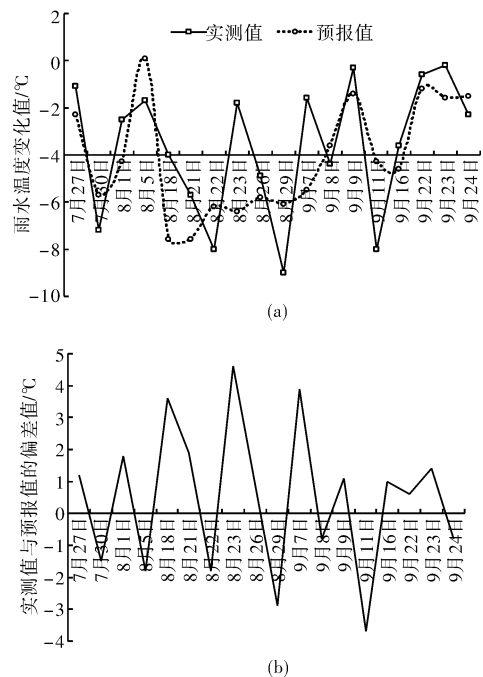 2
0
-2
-4
-6
-8
-10
雨水温度变化值/℃
实测值
预报值
7月27日
7月30日
8月1日
8月5日
8月18日
8月21日
8月22日
8月23日
8月26日
8月29日
9月7日
9月8日
9月9日
9月11日
9月16日
9月22日
9月23日
9月24日
(a)
5
4
3
2
1
0
-1
-2
-3
-4
实测值与预报值的偏差值/℃
7月27日
7月30日
8月1日
8月5日
8月18日
8月21日
8月22日
8月23日
8月26日
8月29日
9月7日
9月8日
9月9日
9月11日
9月16日
9月22日
9月23日
9月24日
(b)